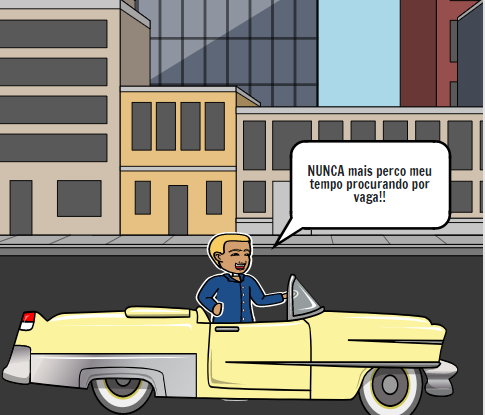 NUNCA mais perco meu
tempo procurando por
vaga!!